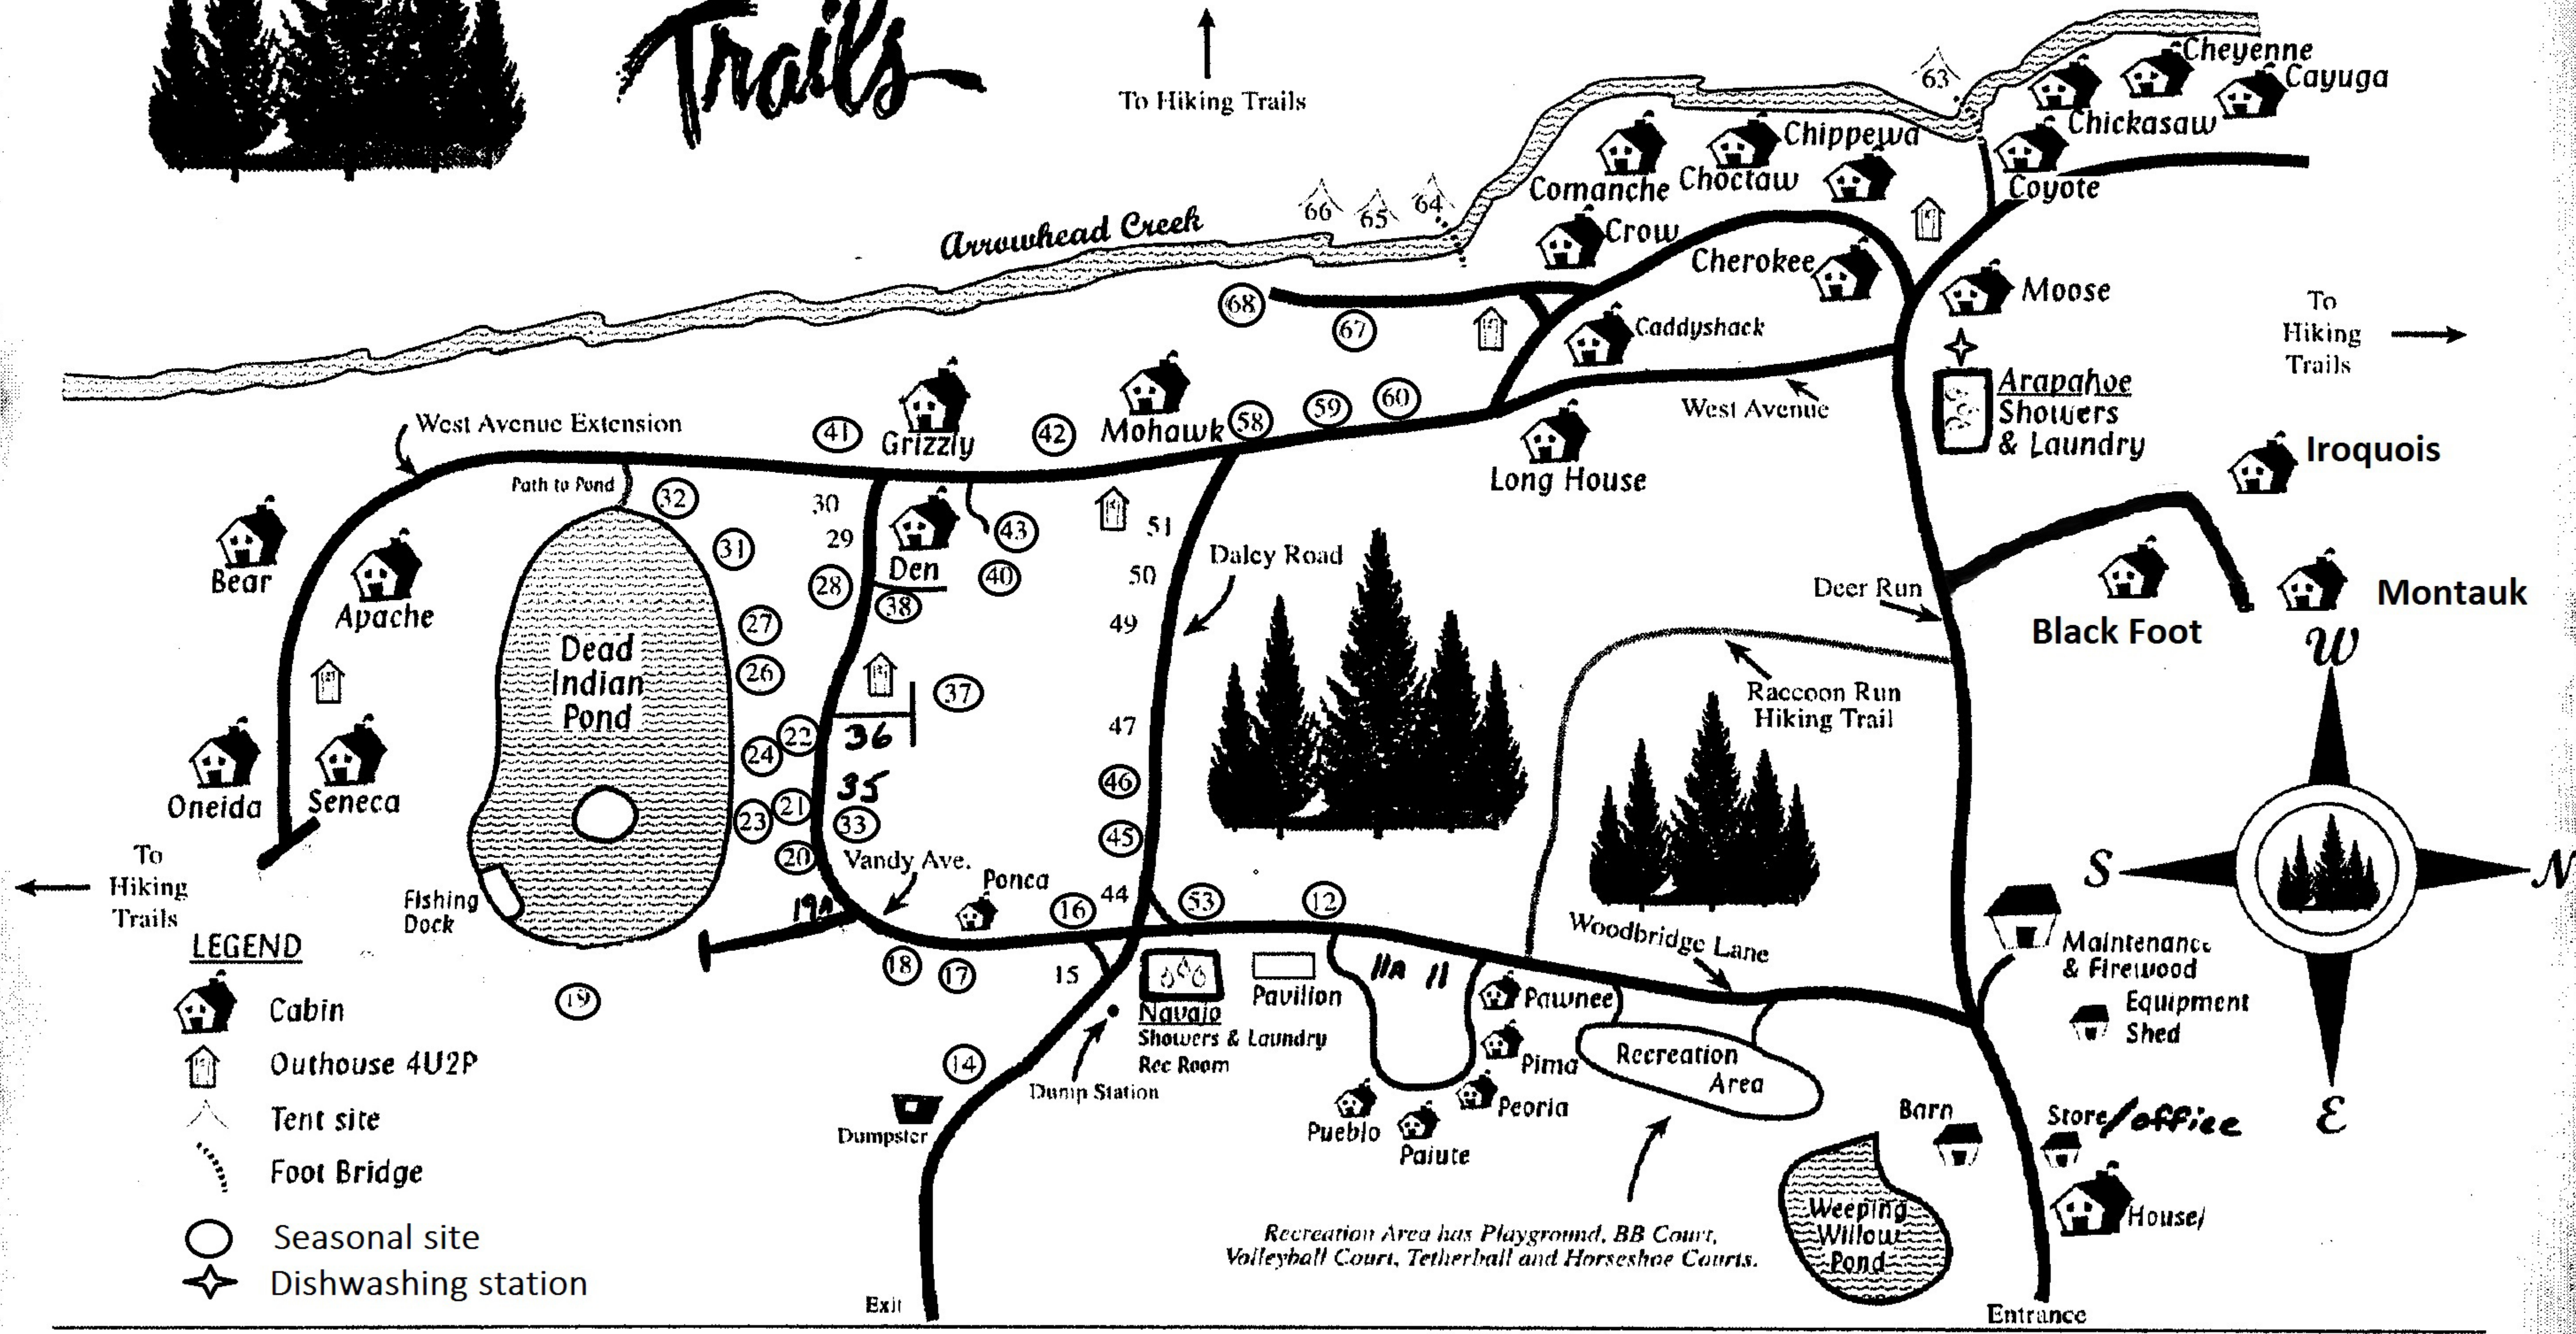 Trails
To Hiking Trails
63
Cheyenne
Cayuga
Chickasaw
Chippewa
Comanche
Choctaw
Coyote
66
65
64
Arrowhead Creek
Crow
Cherokee
Moose
68
67
Caddyshack
To
Hiking
Trails
West Avenue
Arapahoe
Showers
& Laundry
West Avenue Extension
41
Grizzly
42
Mohawk
58
59
60
Long House
Iroquois
Path to Pond
32
30
51
31
29
43
Daley Road
28
Den
40
50
Bear
Apache
38
Deer Run
Black Foot
Montauk
27
49
Dead
Indian
Pond
26
37
Raccoon Run
Hiking Trail
W
22
36
47
24
35
46
Oneida
Seneca
23
21
33
45
20
Vandy Ave.
S
N
To
Hiking
Trails
Fishing
Dock
19A
Ponca
16
44
53
12
Woodbridge Lane
Maintenance
& Firewood
LEGEND
18
17
15
Navajo
Showers & Laundry
Rec Room
Pavilion
11A
11
Pawnee
Equipment
Shed
19
Cabin
Pima
Recreation
Area
Outhouse 4U2P
14
Dump Station
Peoria
Pueblo
Paiute
Barn
Store/office
E
Tent site
Dumpster
Foot Bridge
House/
Weeping
Willow
Pond
Recreation Area has Playground, BB Court,
Volleyball Court, Tetherball and Horseshoe Courts.
Seasonal site
Dishwashing station
Exit
Entrance